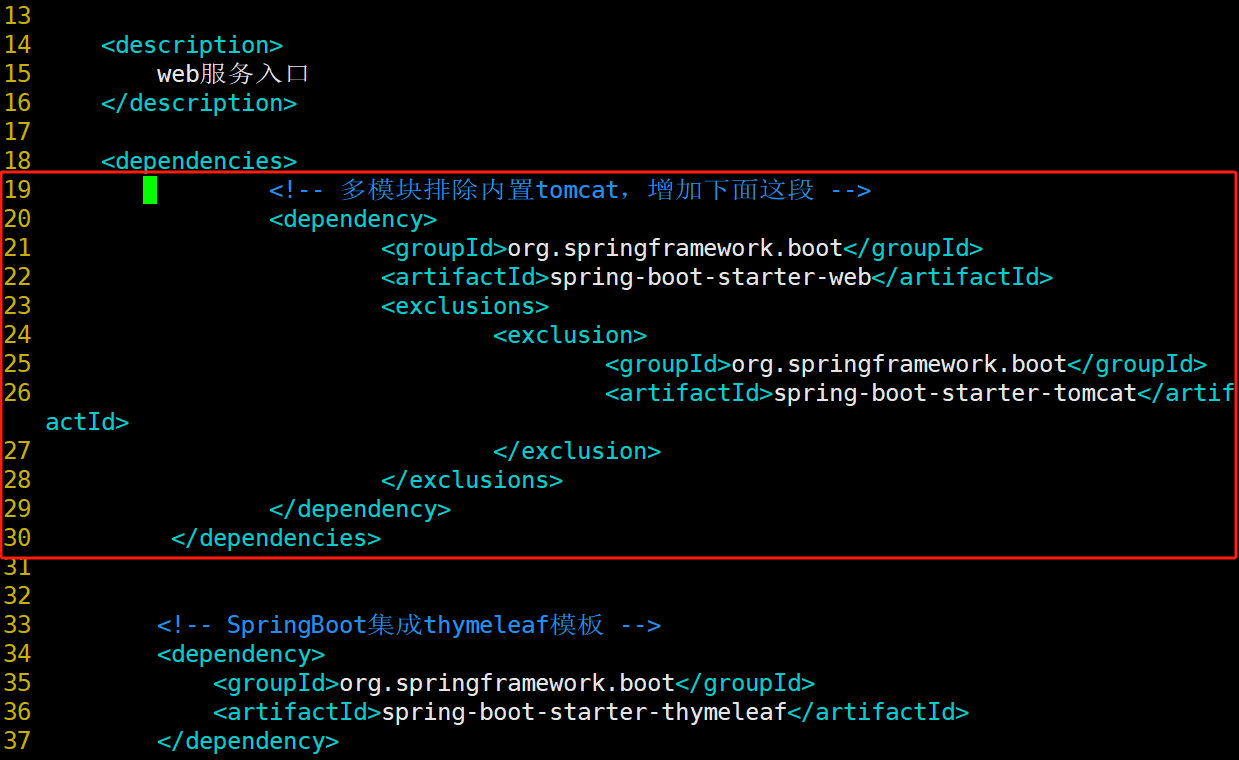 13
14     <description>
15         web服务入口
16     </description>
17
18     <dependencies>
19             <!-- 多模块排除内置tomcat，增加下面这段 -->
20             <dependency>
21                     <groupId>org.springframework.boot</groupId>
22                     <artifactId>spring-boot-starter-web</artifactId>
23                     <exclusions>
24                             <exclusion>
25                                     <groupId>org.springframework.boot</groupId>
26                                     <artifactId>spring-boot-starter-tomcat</artif
actId>
27                             </exclusion>
28                     </exclusions>
29             </dependency>
30      </dependencies>
31
32
33         <!-- SpringBoot集成thymeleaf模板 -->
34         <dependency>
35             <groupId>org.springframework.boot</groupId>
36             <artifactId>spring-boot-starter-thymeleaf</artifactId>
37         </dependency>